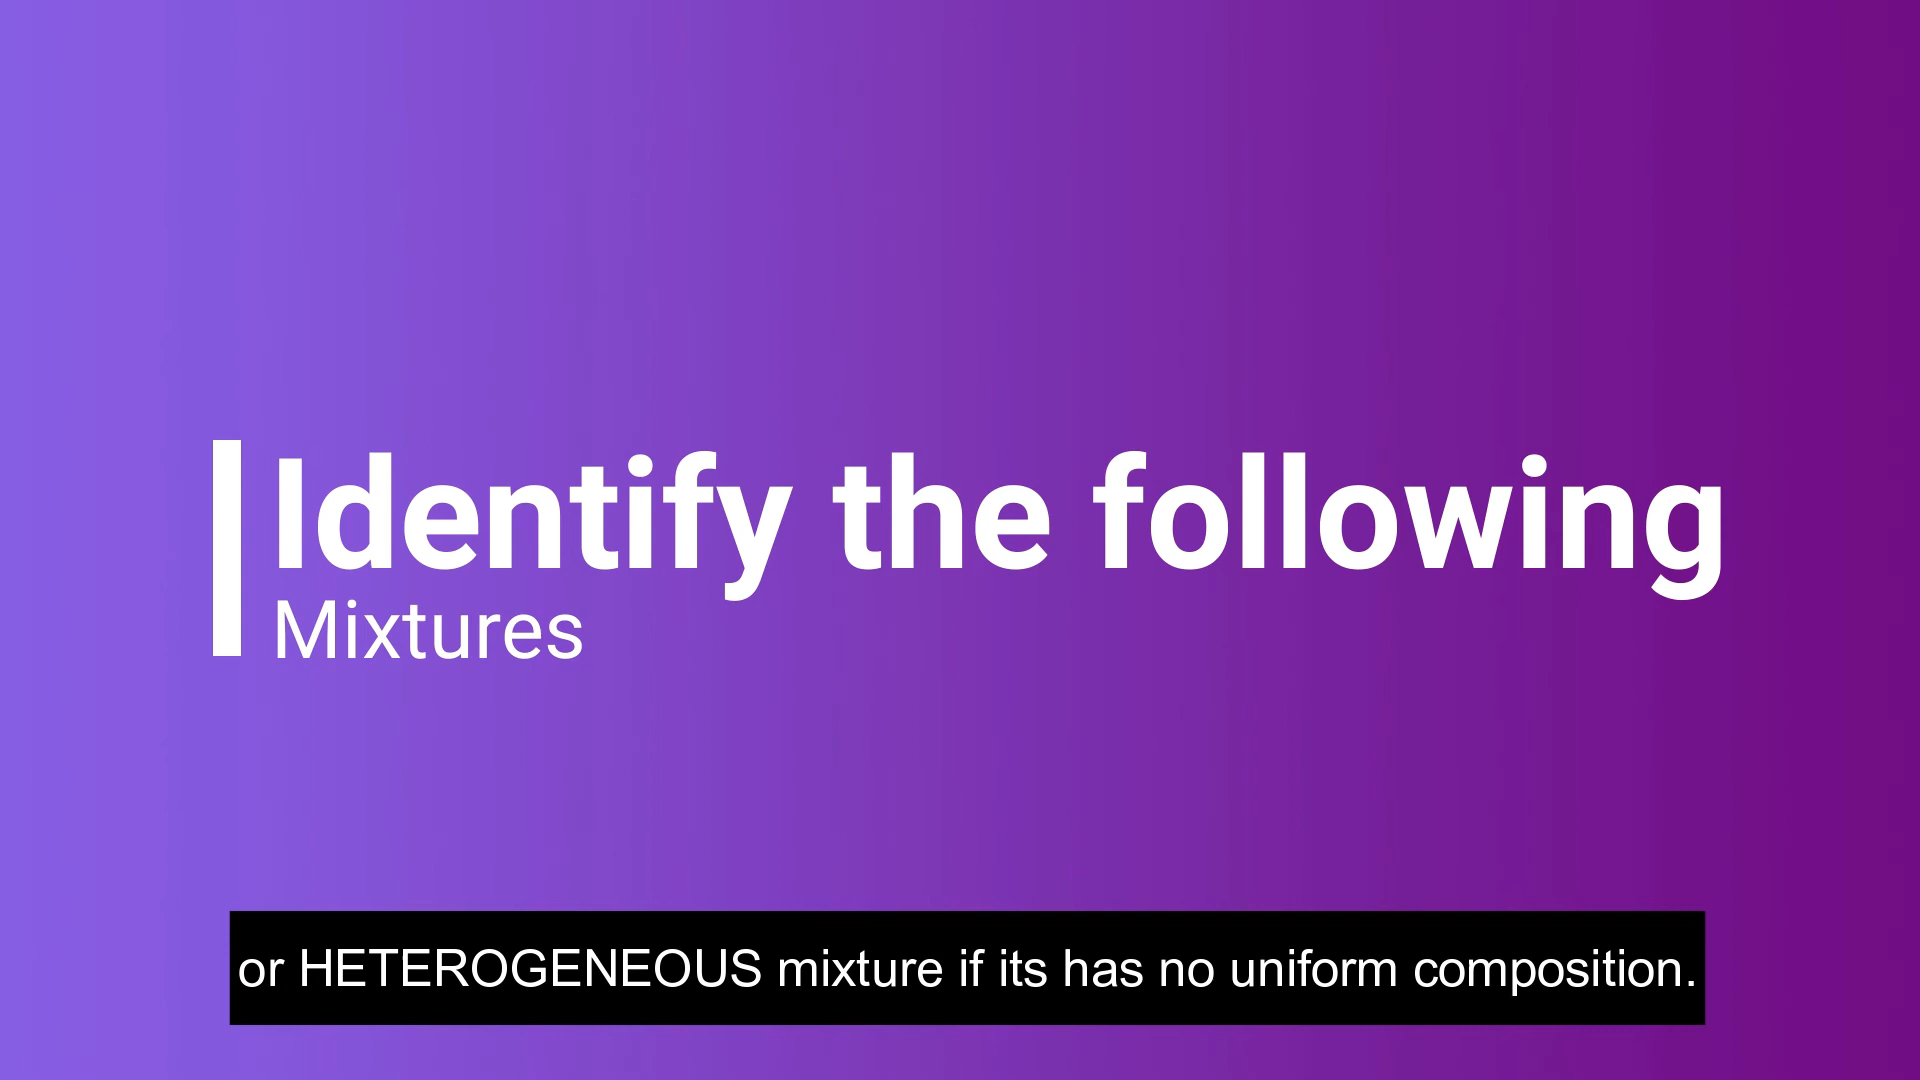 Identify the following
Mixtures
or HETEROGENEOUS mixture if its has no uniform composition.